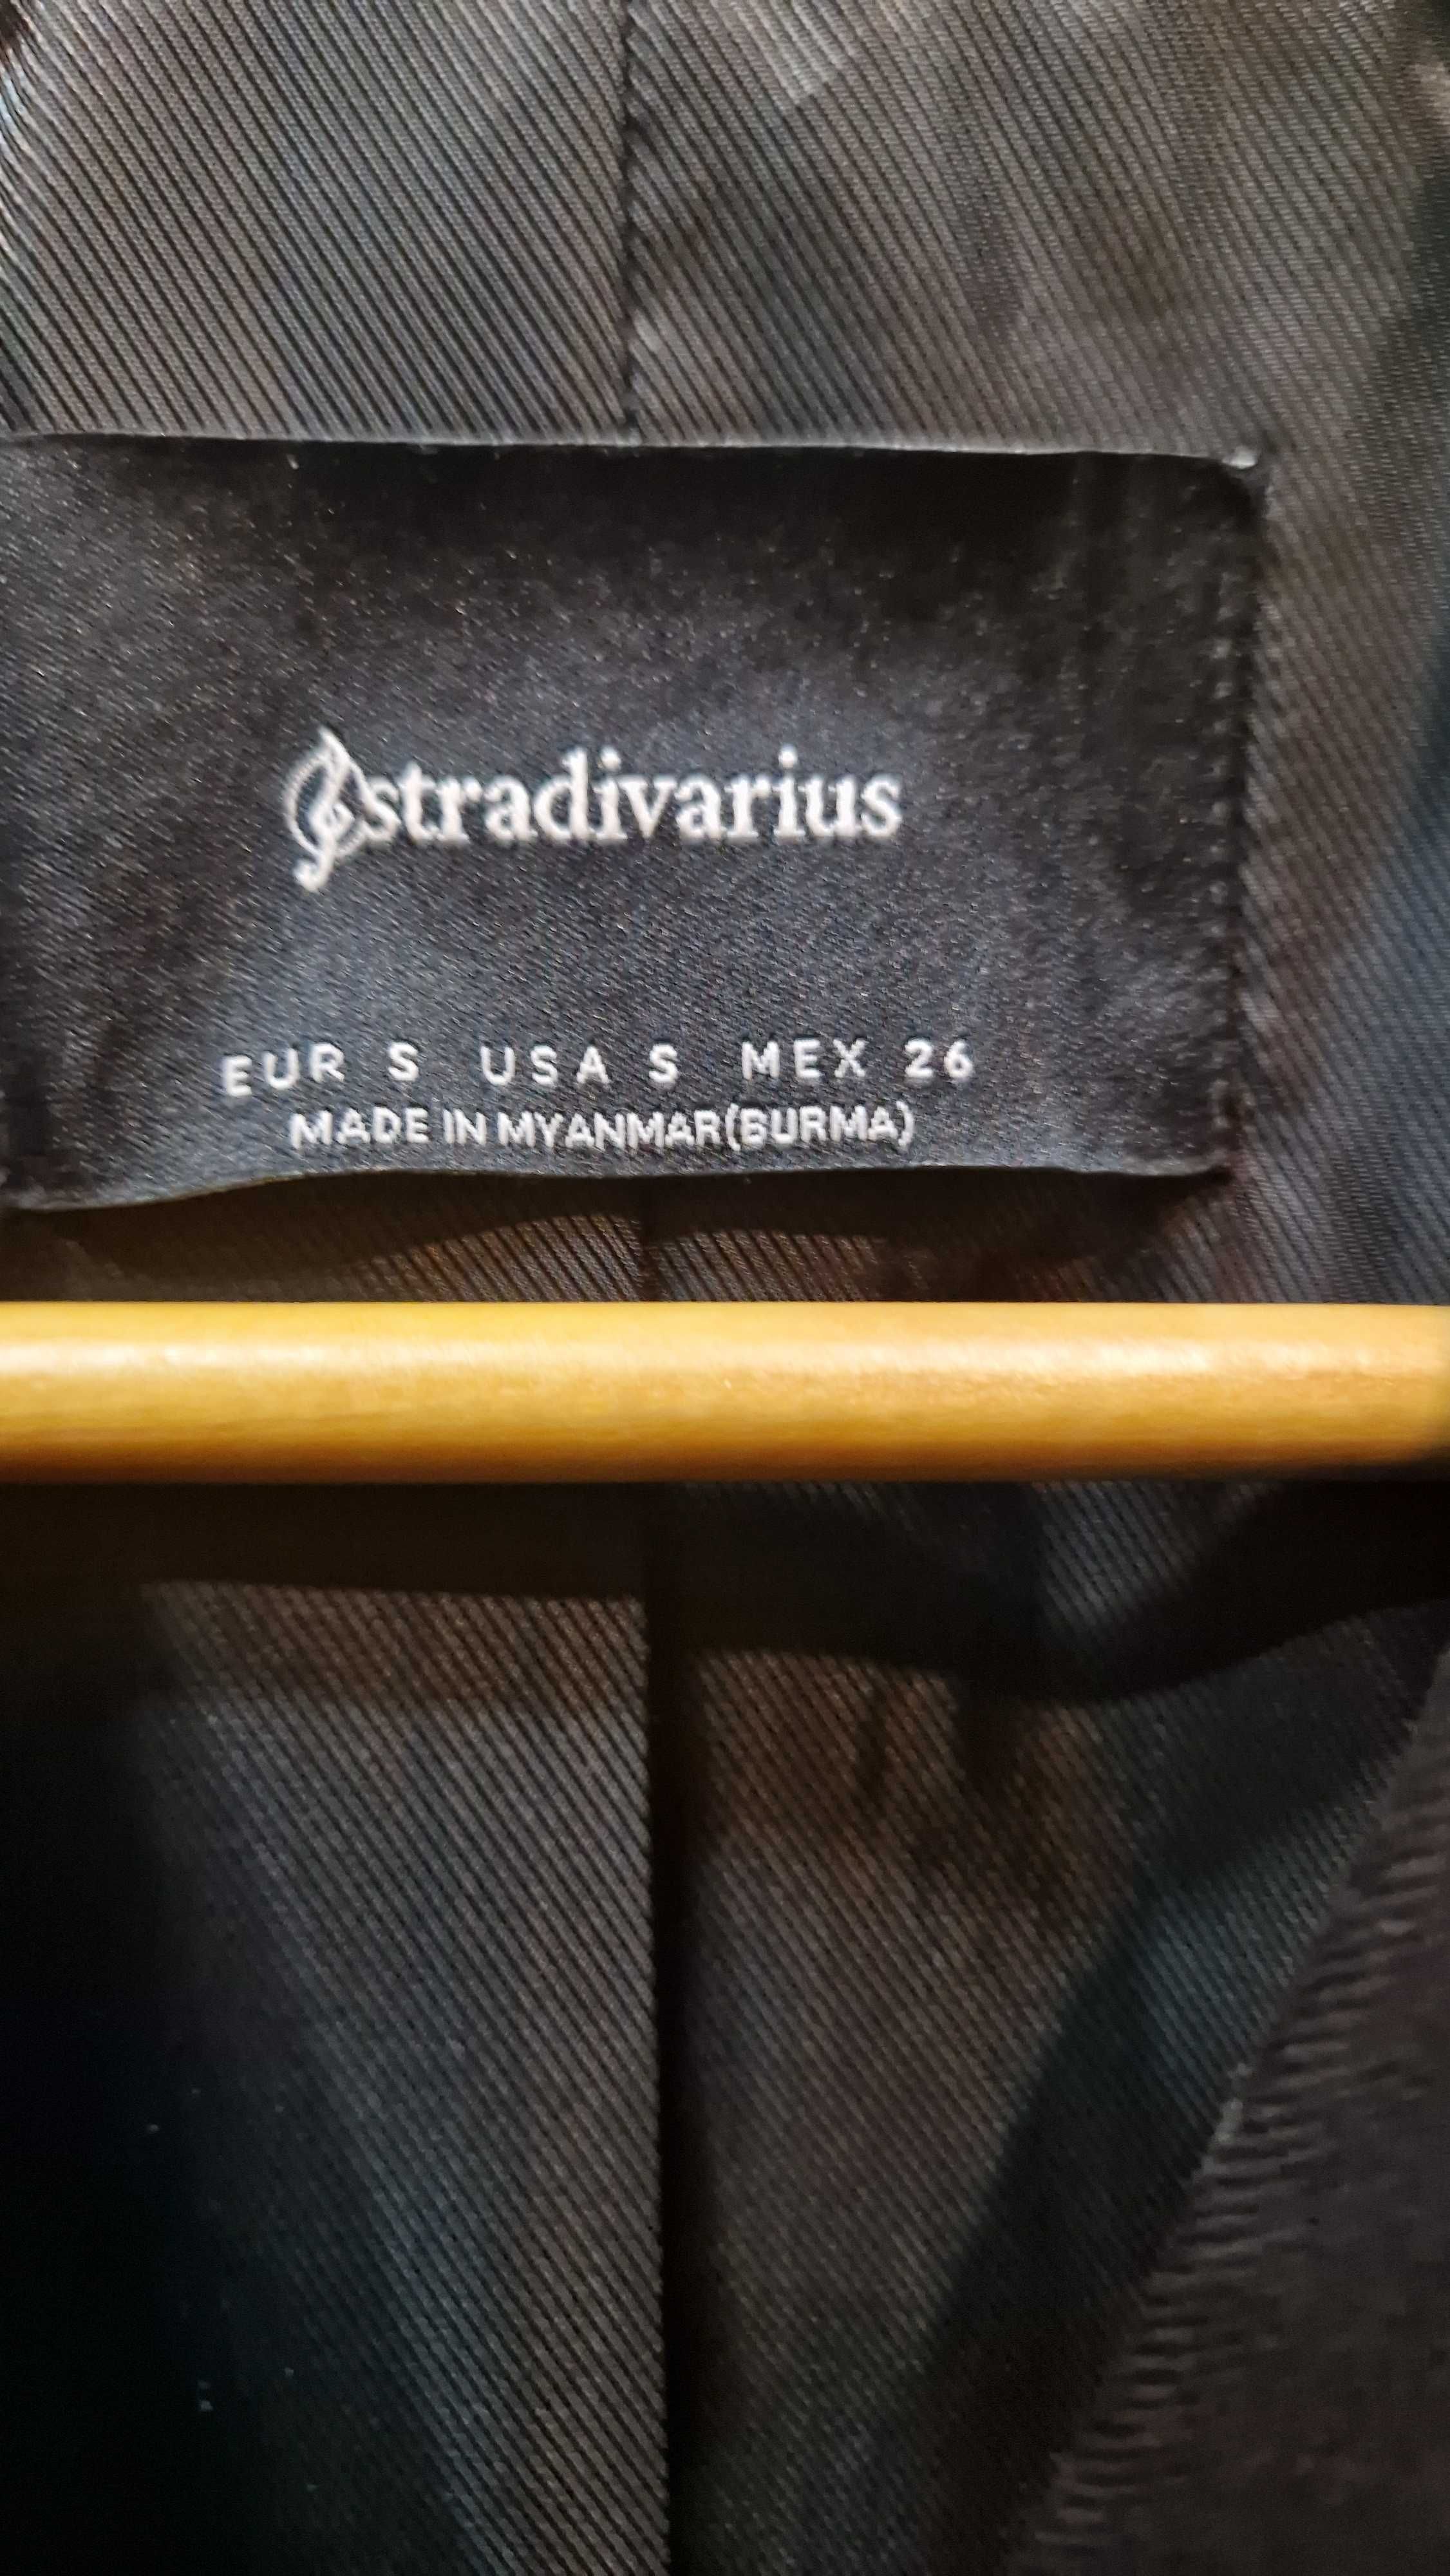 stradivarius
EUR S USA S MEX 26
MADE IN MYANMAR(BURMA)